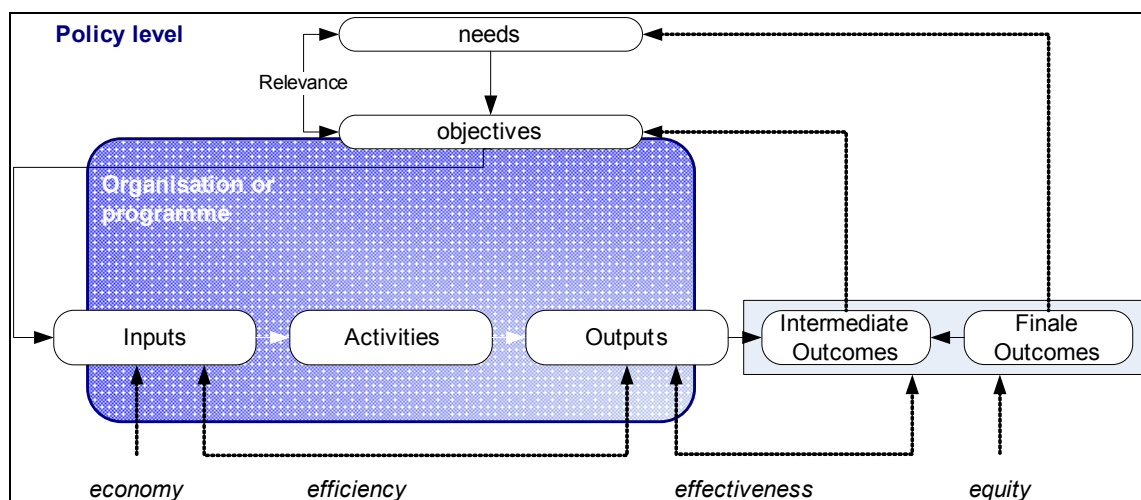 Policy level
needs
Relevance
objectives
Organisation or
programme
Inputs
Activities
Outputs
Intermediate
Outcomes
Finale
Outcomes
economy
efficiency
effectiveness
equity